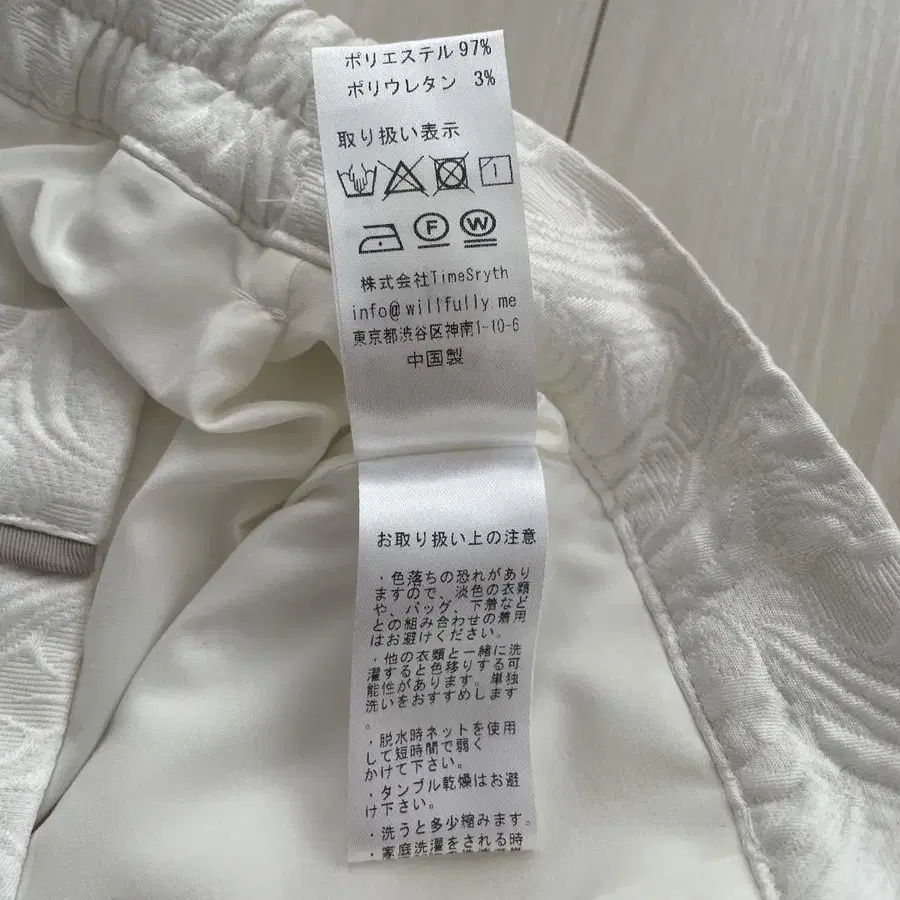 ポリエステル 97%
ポリウレタン 3%
取り扱い表示
F
W
株式会社TimeSryth
info@willfully.me
東京都渋谷区神南1-10-6
中国製
お取り扱い上の注意
・色落ちの恐れがあり
ますので、淡色の衣類
や、バッグ、下着など
との組み合わせの着用
はお避けください。
・他の衣類と一緒に洗
濯すると色移りする可
能性があります。単独
洗いをおすすめします
。
・脱水時ネットを使用
して短時間で弱く
かけて下さい。
・タンブル乾燥はお避
け下さい。
・洗うと多少縮みます。
・家庭洗濯をされる時